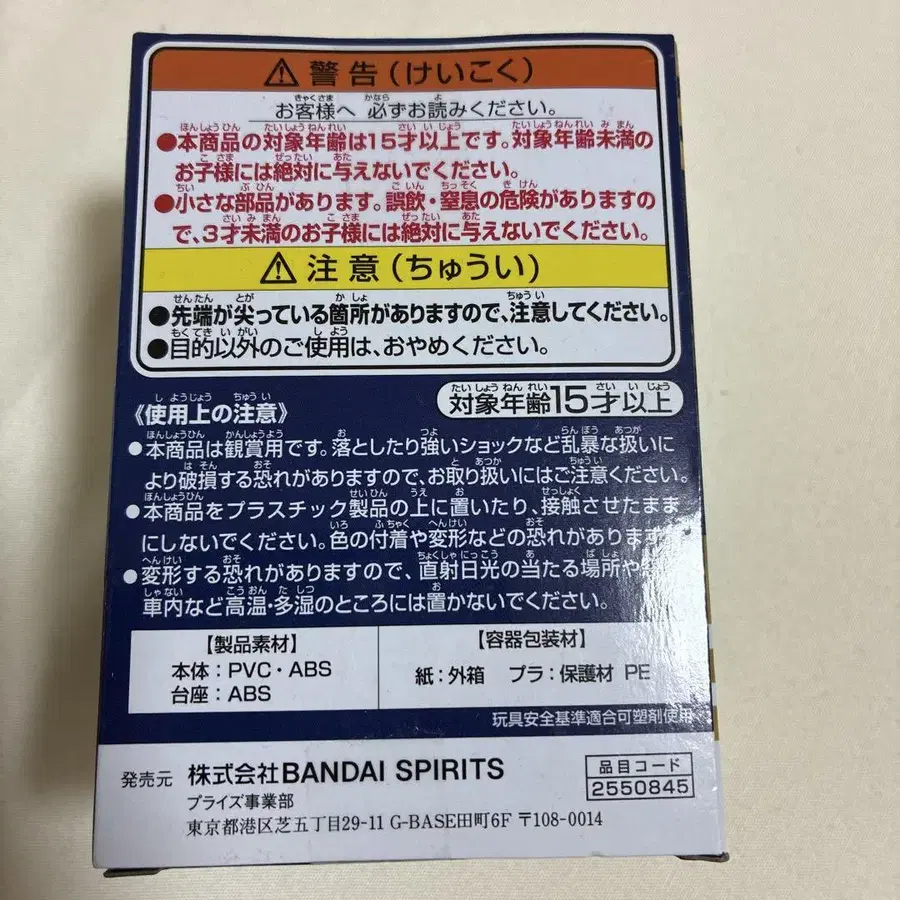 ⚠ 警告(けいこく)
お客様へ 必ずお読みください。
●本商品の対象年齢は15才以上です。対象年齢未満の
お子様には絶対に与えないでください。
●小さな部品があります。誤飲・窒息の危険がありますの
で、3才未満のお子様には絶対に与えないでください。
⚠ 注意(ちゅうい)
●先端が尖っている箇所がありますので、注意してください。
●目的以外のご使用は、おやめください。
対象年齢15才以上
《使用上の注意》
●本商品は観賞用です。落としたり強いショックなど乱暴な扱いに
より破損する恐れがありますので、お取り扱いにはご注意ください。
●本商品をプラスチック製品の上に置いたり、接触させたまま
にしないでください。色の付着や変形などの恐れがあります
●変形する恐れがありますので、直射日光の当たる場所や
車内など高温・多湿のところには置かないでください。
【製品素材】
本体:PVC・ABS
台座:ABS
【容器包装材】
紙:外箱 プラ:保護材 PE
玩具安全基準適合可塑剤使用
発売元 株式会社BANDAI SPIRITS
プライズ事業部
東京都港区芝五丁目29-11 G-BASE田町6F 〒108-0014
品目コード
2550845